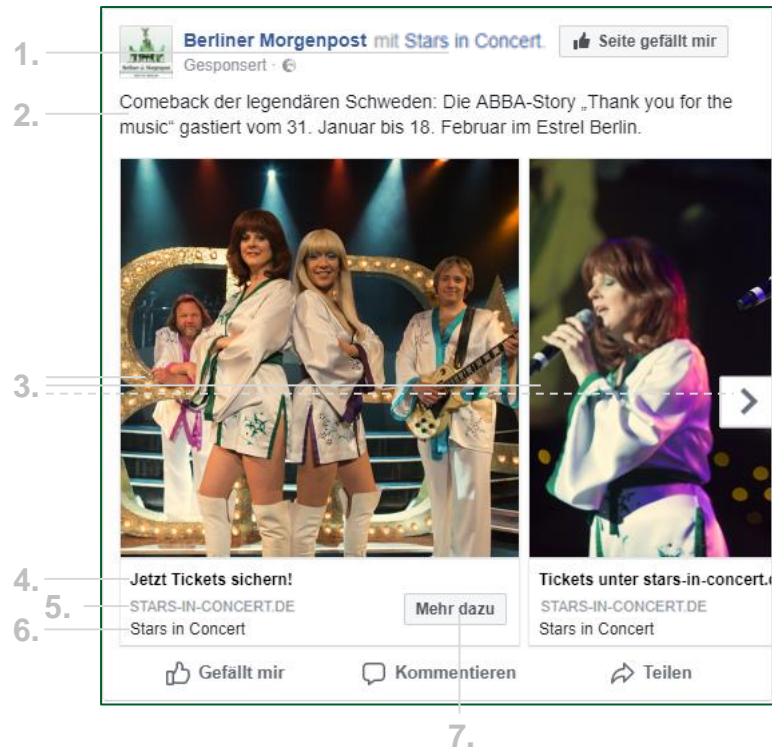 1.
Berliner Morgenpost mit Stars in Concert.
Seite gefällt mir
Gesponsert ·
2.
Comeback der legendären Schweden: Die ABBA-Story „Thank you for the
music“ gastiert vom 31. Januar bis 18. Februar im Estrel Berlin.
3.
4.
Jetzt Tickets sichern!
5.
STARS-IN-CONCERT.DE
6.
Stars in Concert
Mehr dazu
Tickets unter stars-in-concert.
STARS-IN-CONCERT.DE
Stars in Concert
Gefällt mir
Kommentieren
Teilen
7.